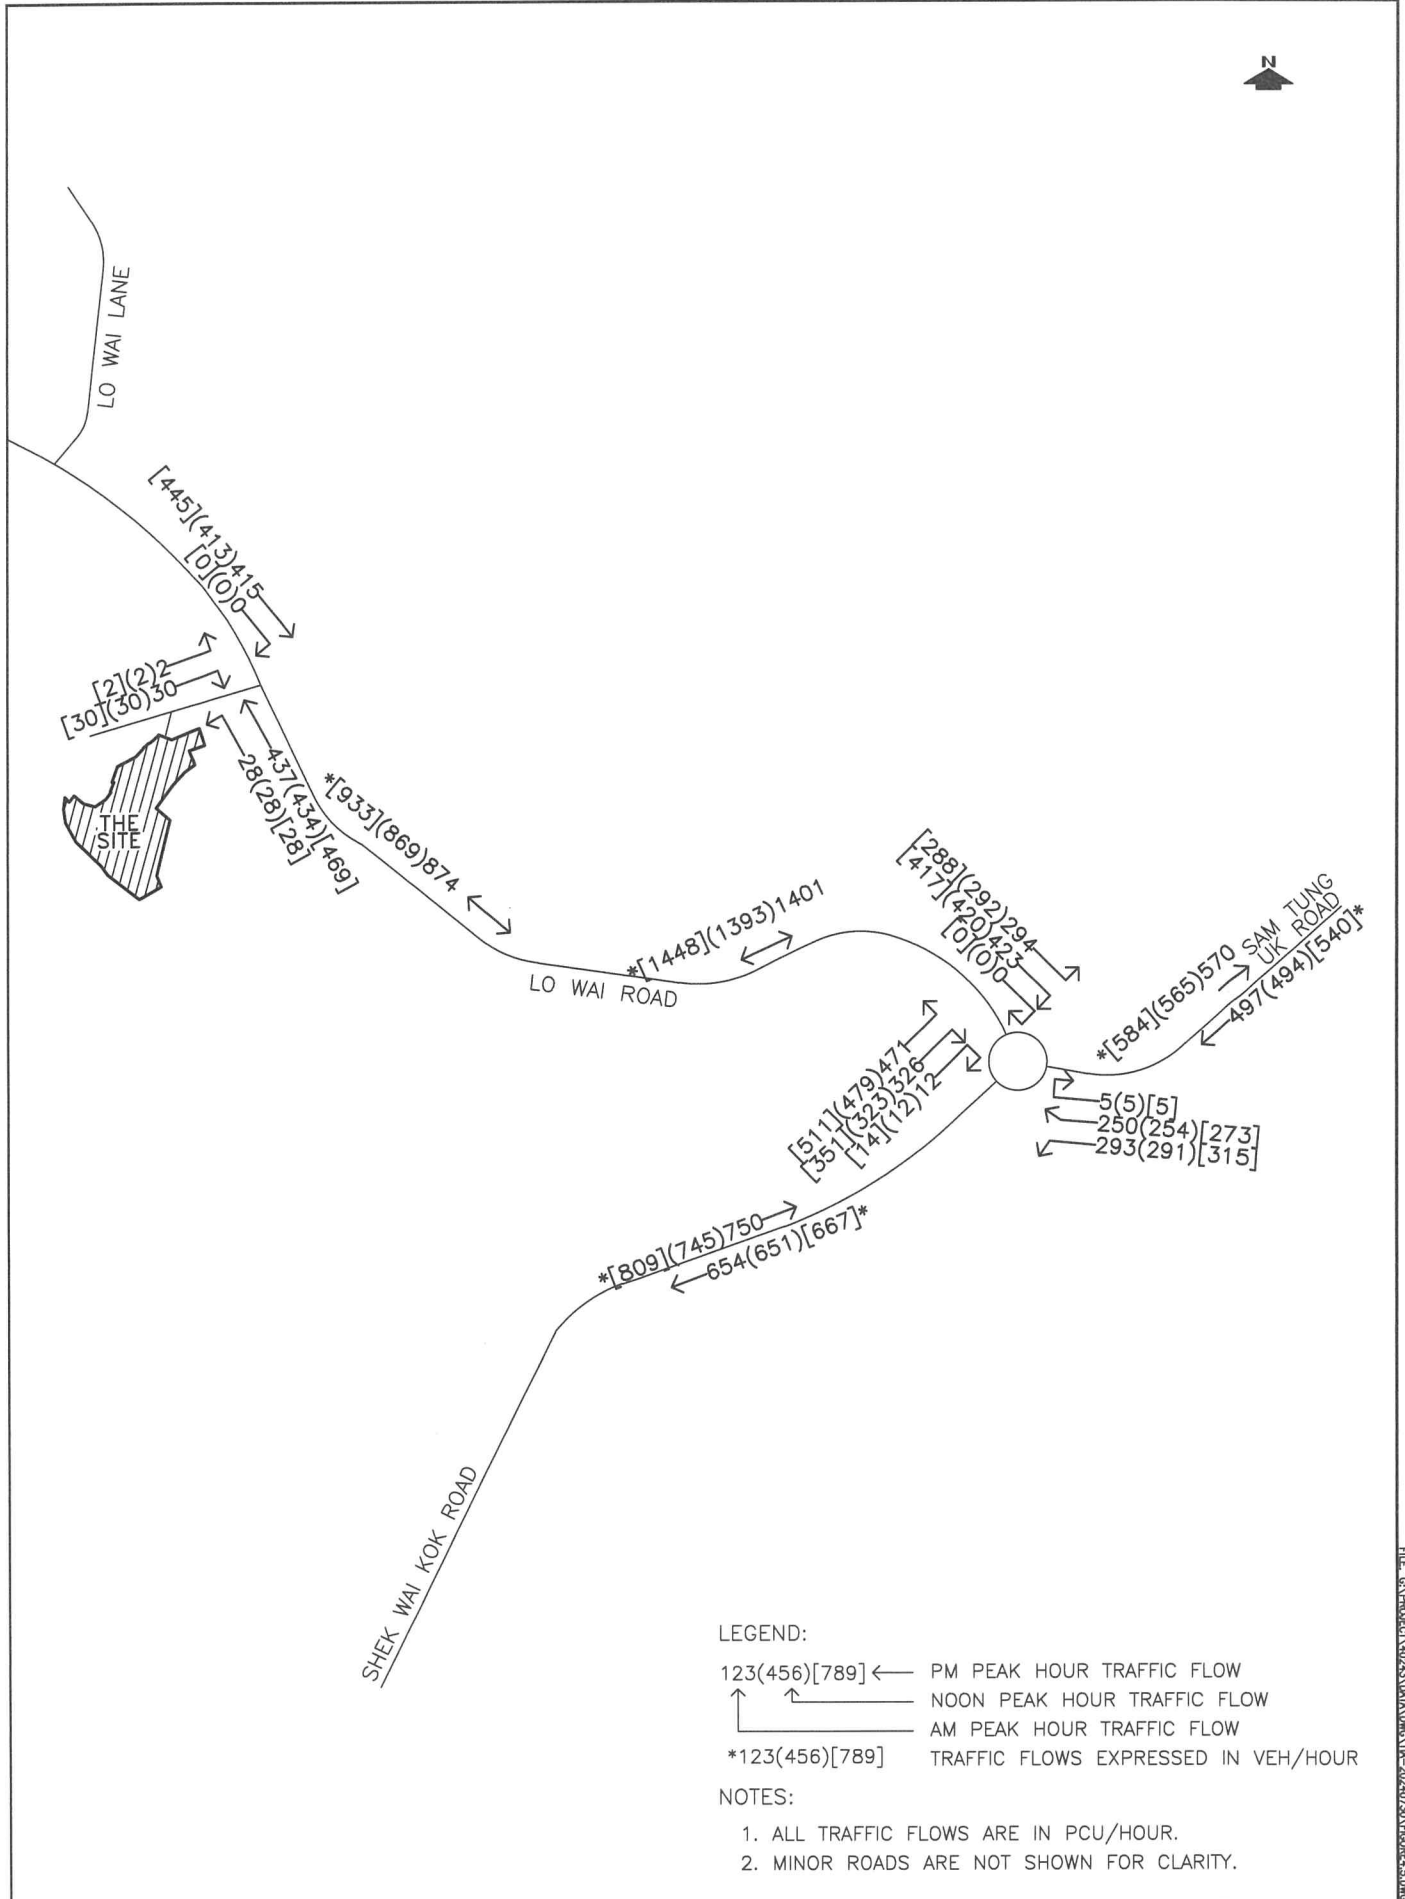 N
LO WAI LANE
[445](413)415
[0](0)0
[2](2)2
[30](30)30
437(434)[469]
28(28)[28]
THE
SITE
*[933](869)874
*[1448](1393)1401
LO WAI ROAD
[288](292)294
[417](420)423
[0](0)0
SAM TUNG
UK ROAD
*[584](565)570
497(494)[540]*
[511](479)471
[351](323)326
[14](12)12
5(5)[5]
250(254)[273]
293(291)[315]
*[809](745)750
654(651)[667]*
SHEK WAI KOK ROAD
LEGEND:
123(456)[789] PM PEAK HOUR TRAFFIC FLOW
NOON PEAK HOUR TRAFFIC FLOW
AM PEAK HOUR TRAFFIC FLOW
*123(456)[789] TRAFFIC FLOWS EXPRESSED IN VEH/HOUR
NOTES:
1. ALL TRAFFIC FLOWS ARE IN PCU/HOUR.
2. MINOR ROADS ARE NOT SHOWN FOR CLARITY.